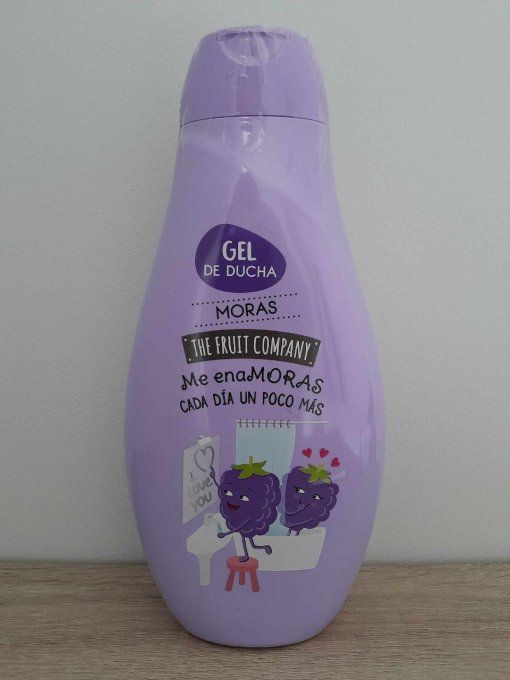 GEL
DE DUCHA
MORAS
THE FRUIT COMPANY
Me enaMORAS
CADA DÍA UN POCO MÁS
I
LOVE
YOU